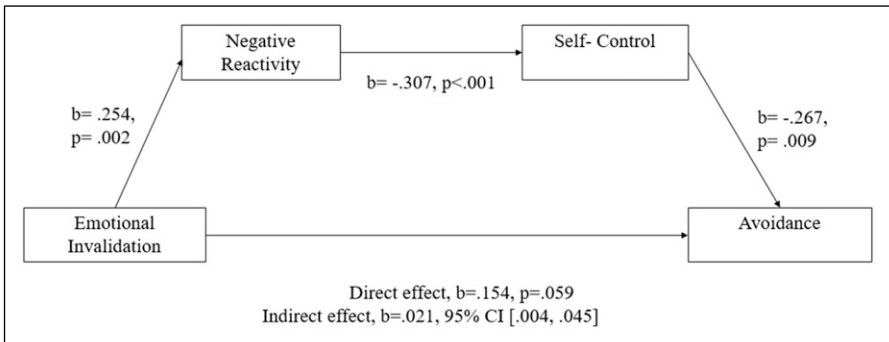 Negative
Reactivity
Self- Control
b= -.307, p<.001
b= .254,
p= .002
b= -.267,
p= .009
Emotional
Invalidation
Avoidance
Direct effect, b=.154, p=.059
Indirect effect, b=.021, 95% CI [.004, .045]